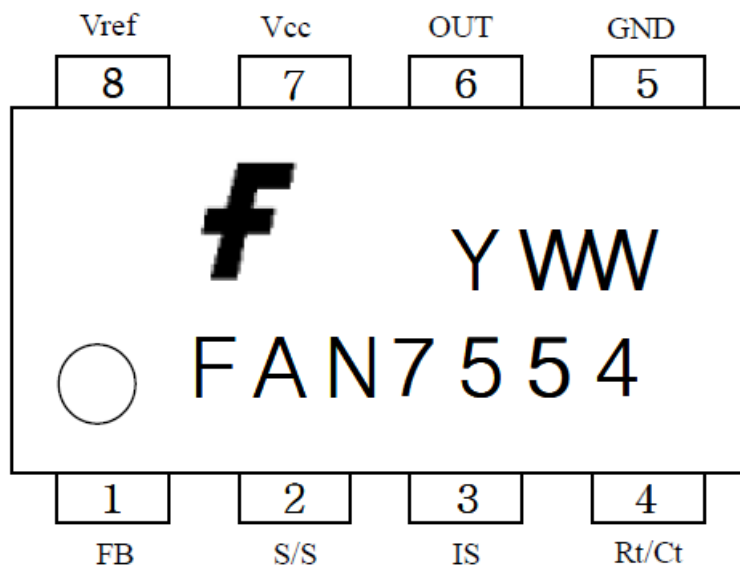 Vref Vcc OUT GND
8 7 6 5
YWW
FAN7554
1 2 3 4
FB S/S IS Rt/Ct